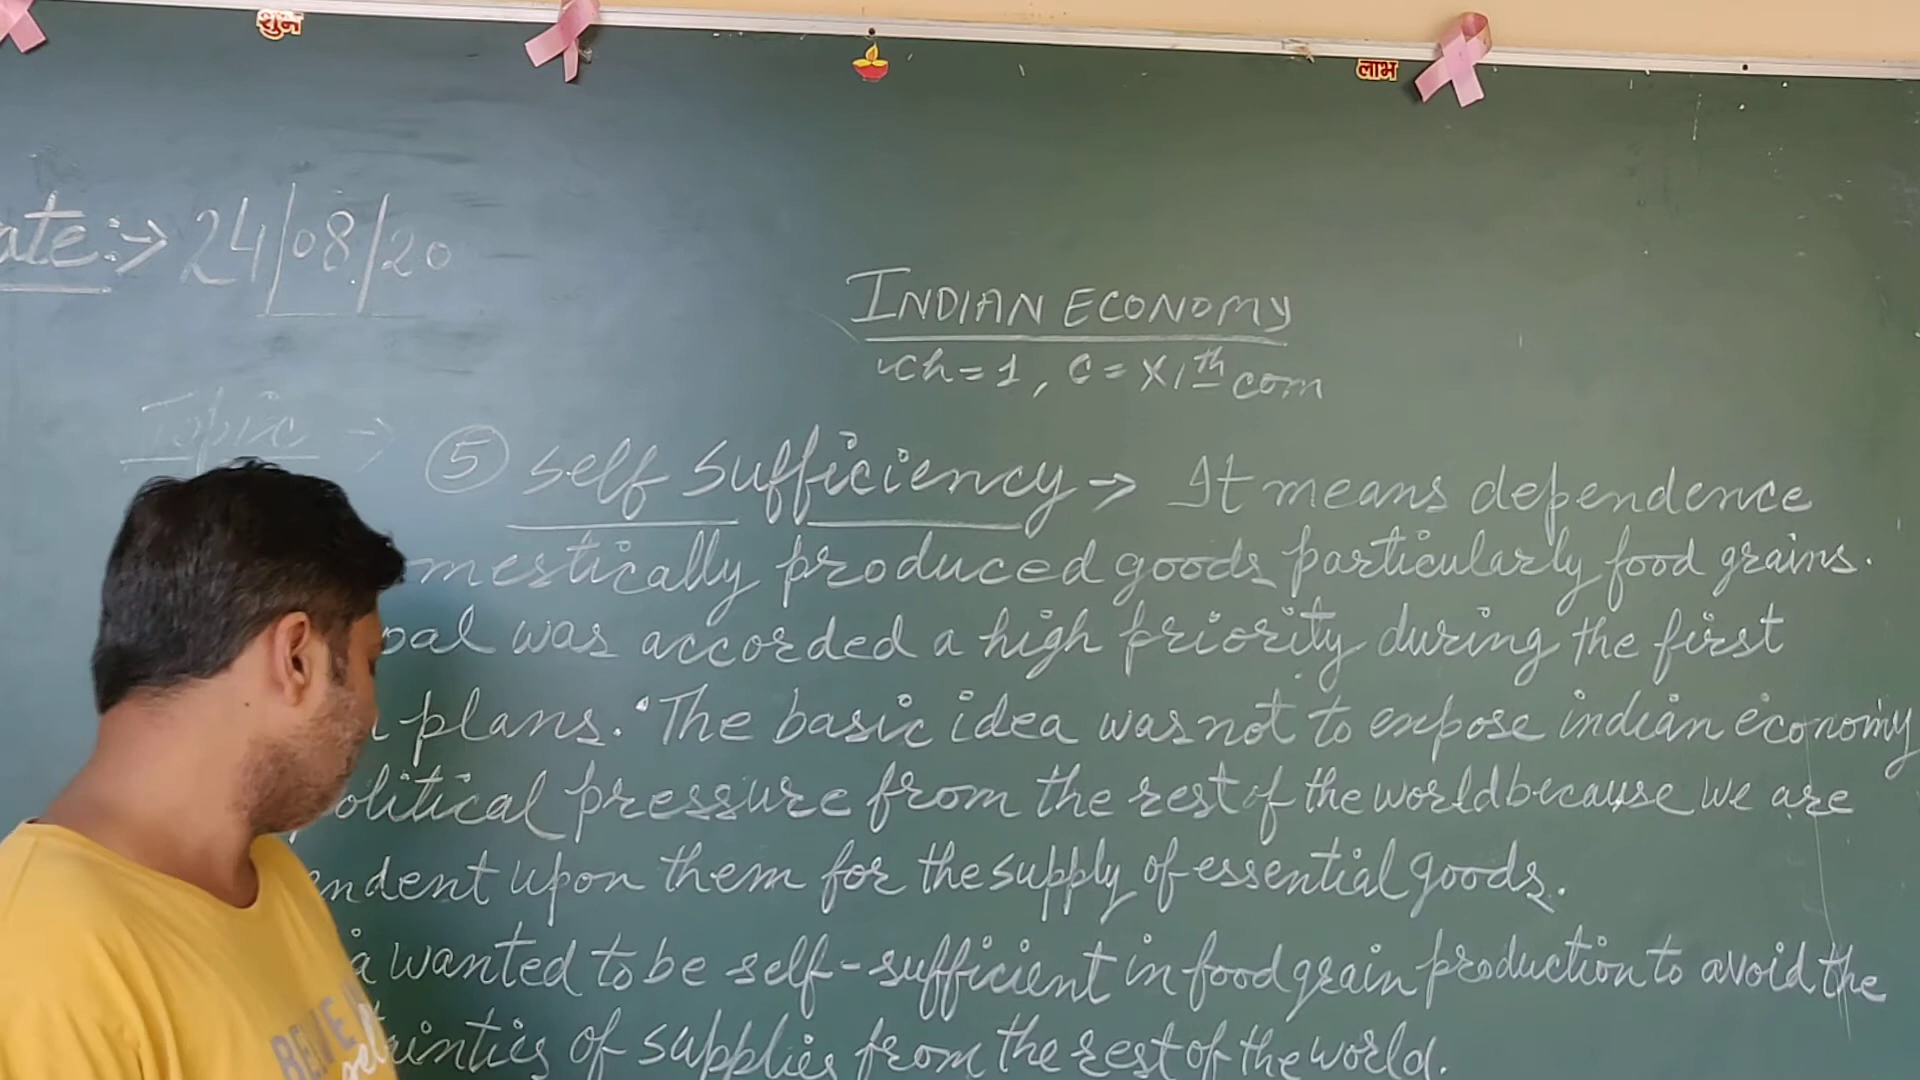 शुभ
लाभ
ate:→ 24/08/20
INDIAN ECONOMY
Ch=1, C=XIth com
Topic →
⑤ Self Sufficiency → It means dependence
mestically produced goods particularly food grains.
oal was accorded a high priority during the first
n plans. The basic idea was not to expose indian economy
olitical pressure from the rest of the world because we are
endent upon them for the supply of essential goods.
a wanted to be self-sufficient in food grain production to avoid the
tainties of supplies from the rest of the world.